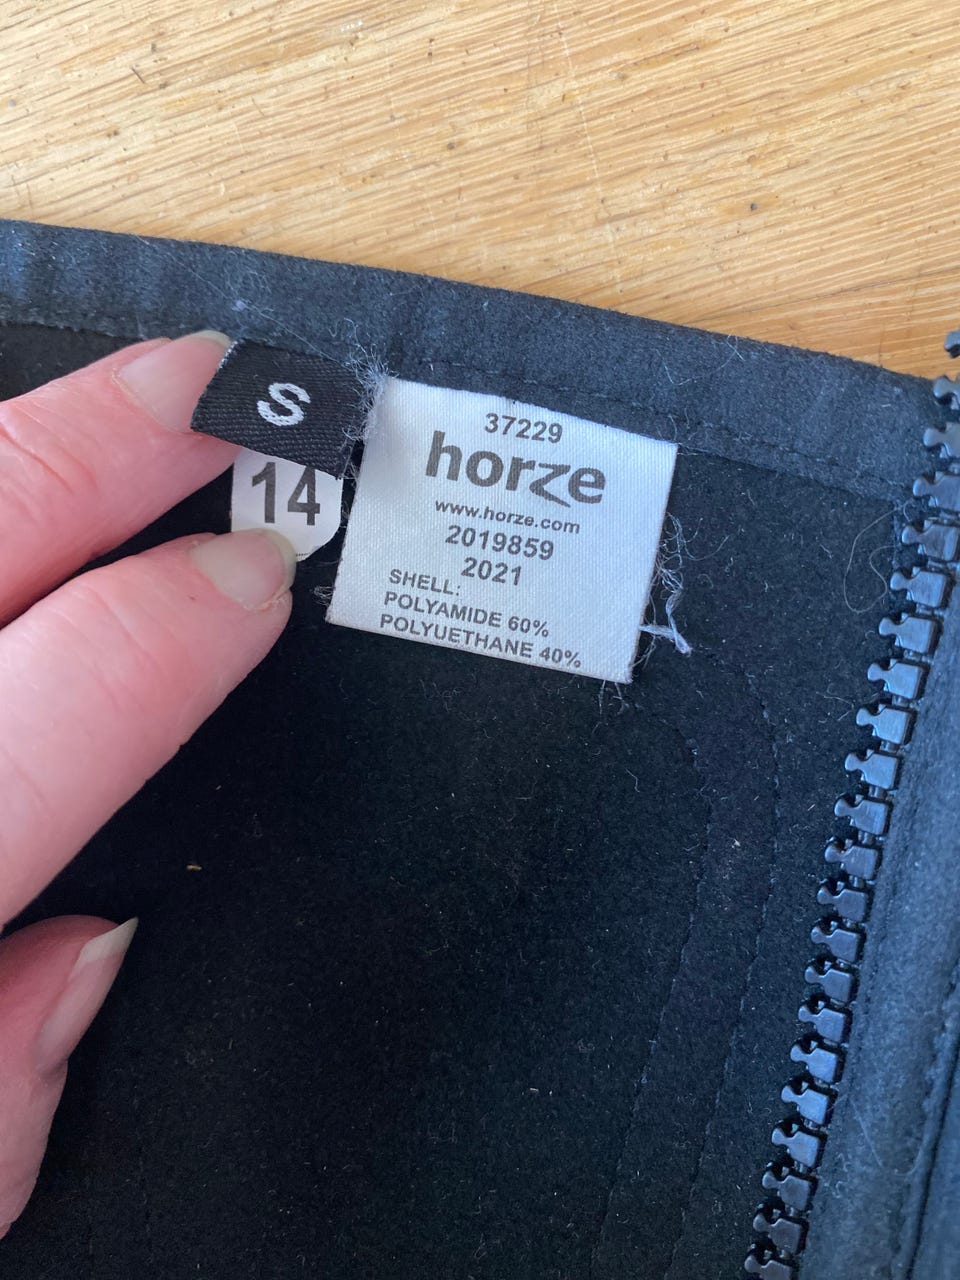 S
14
37229
horze
www.horze.com
2019859
2021
SHELL:
POLYAMIDE 60%
POLYUETHANE 40%